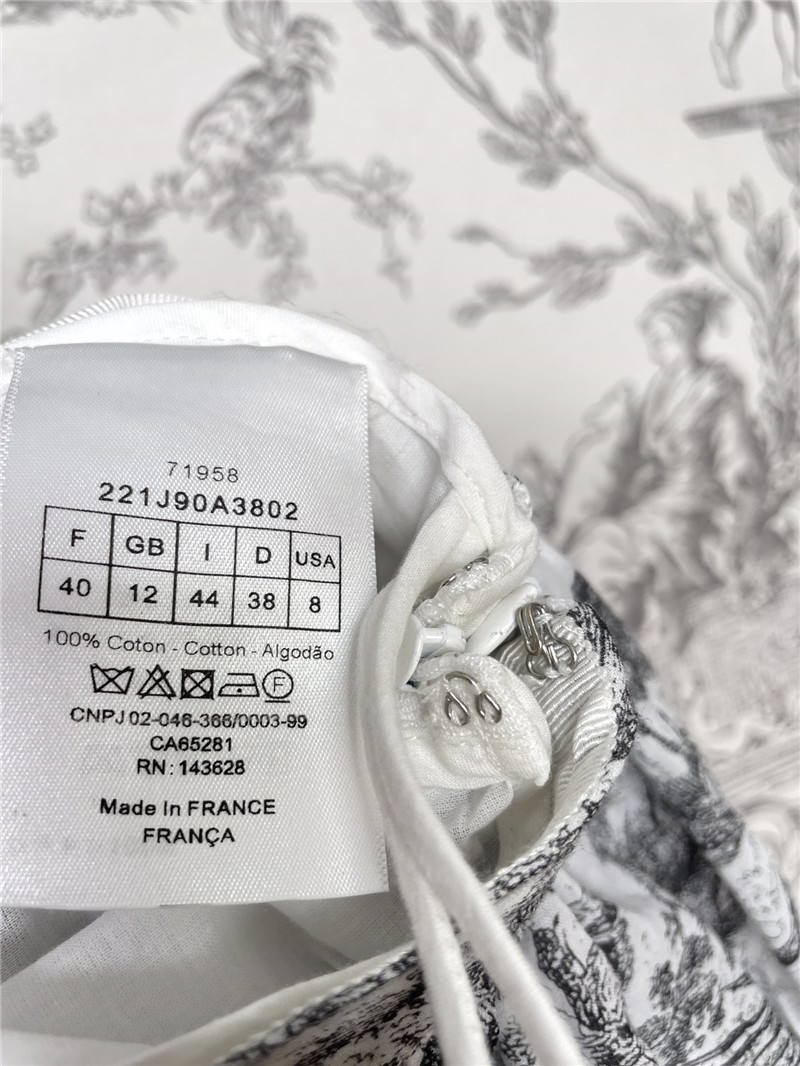 71958
221J90A3802
F GB I D USA
40 12 44 38 8
100% Coton - Cotton - Algodão
F
CNPJ 02-046-366/0003-99
CA65281
RN: 143628
Made In FRANCE
FRANÇA